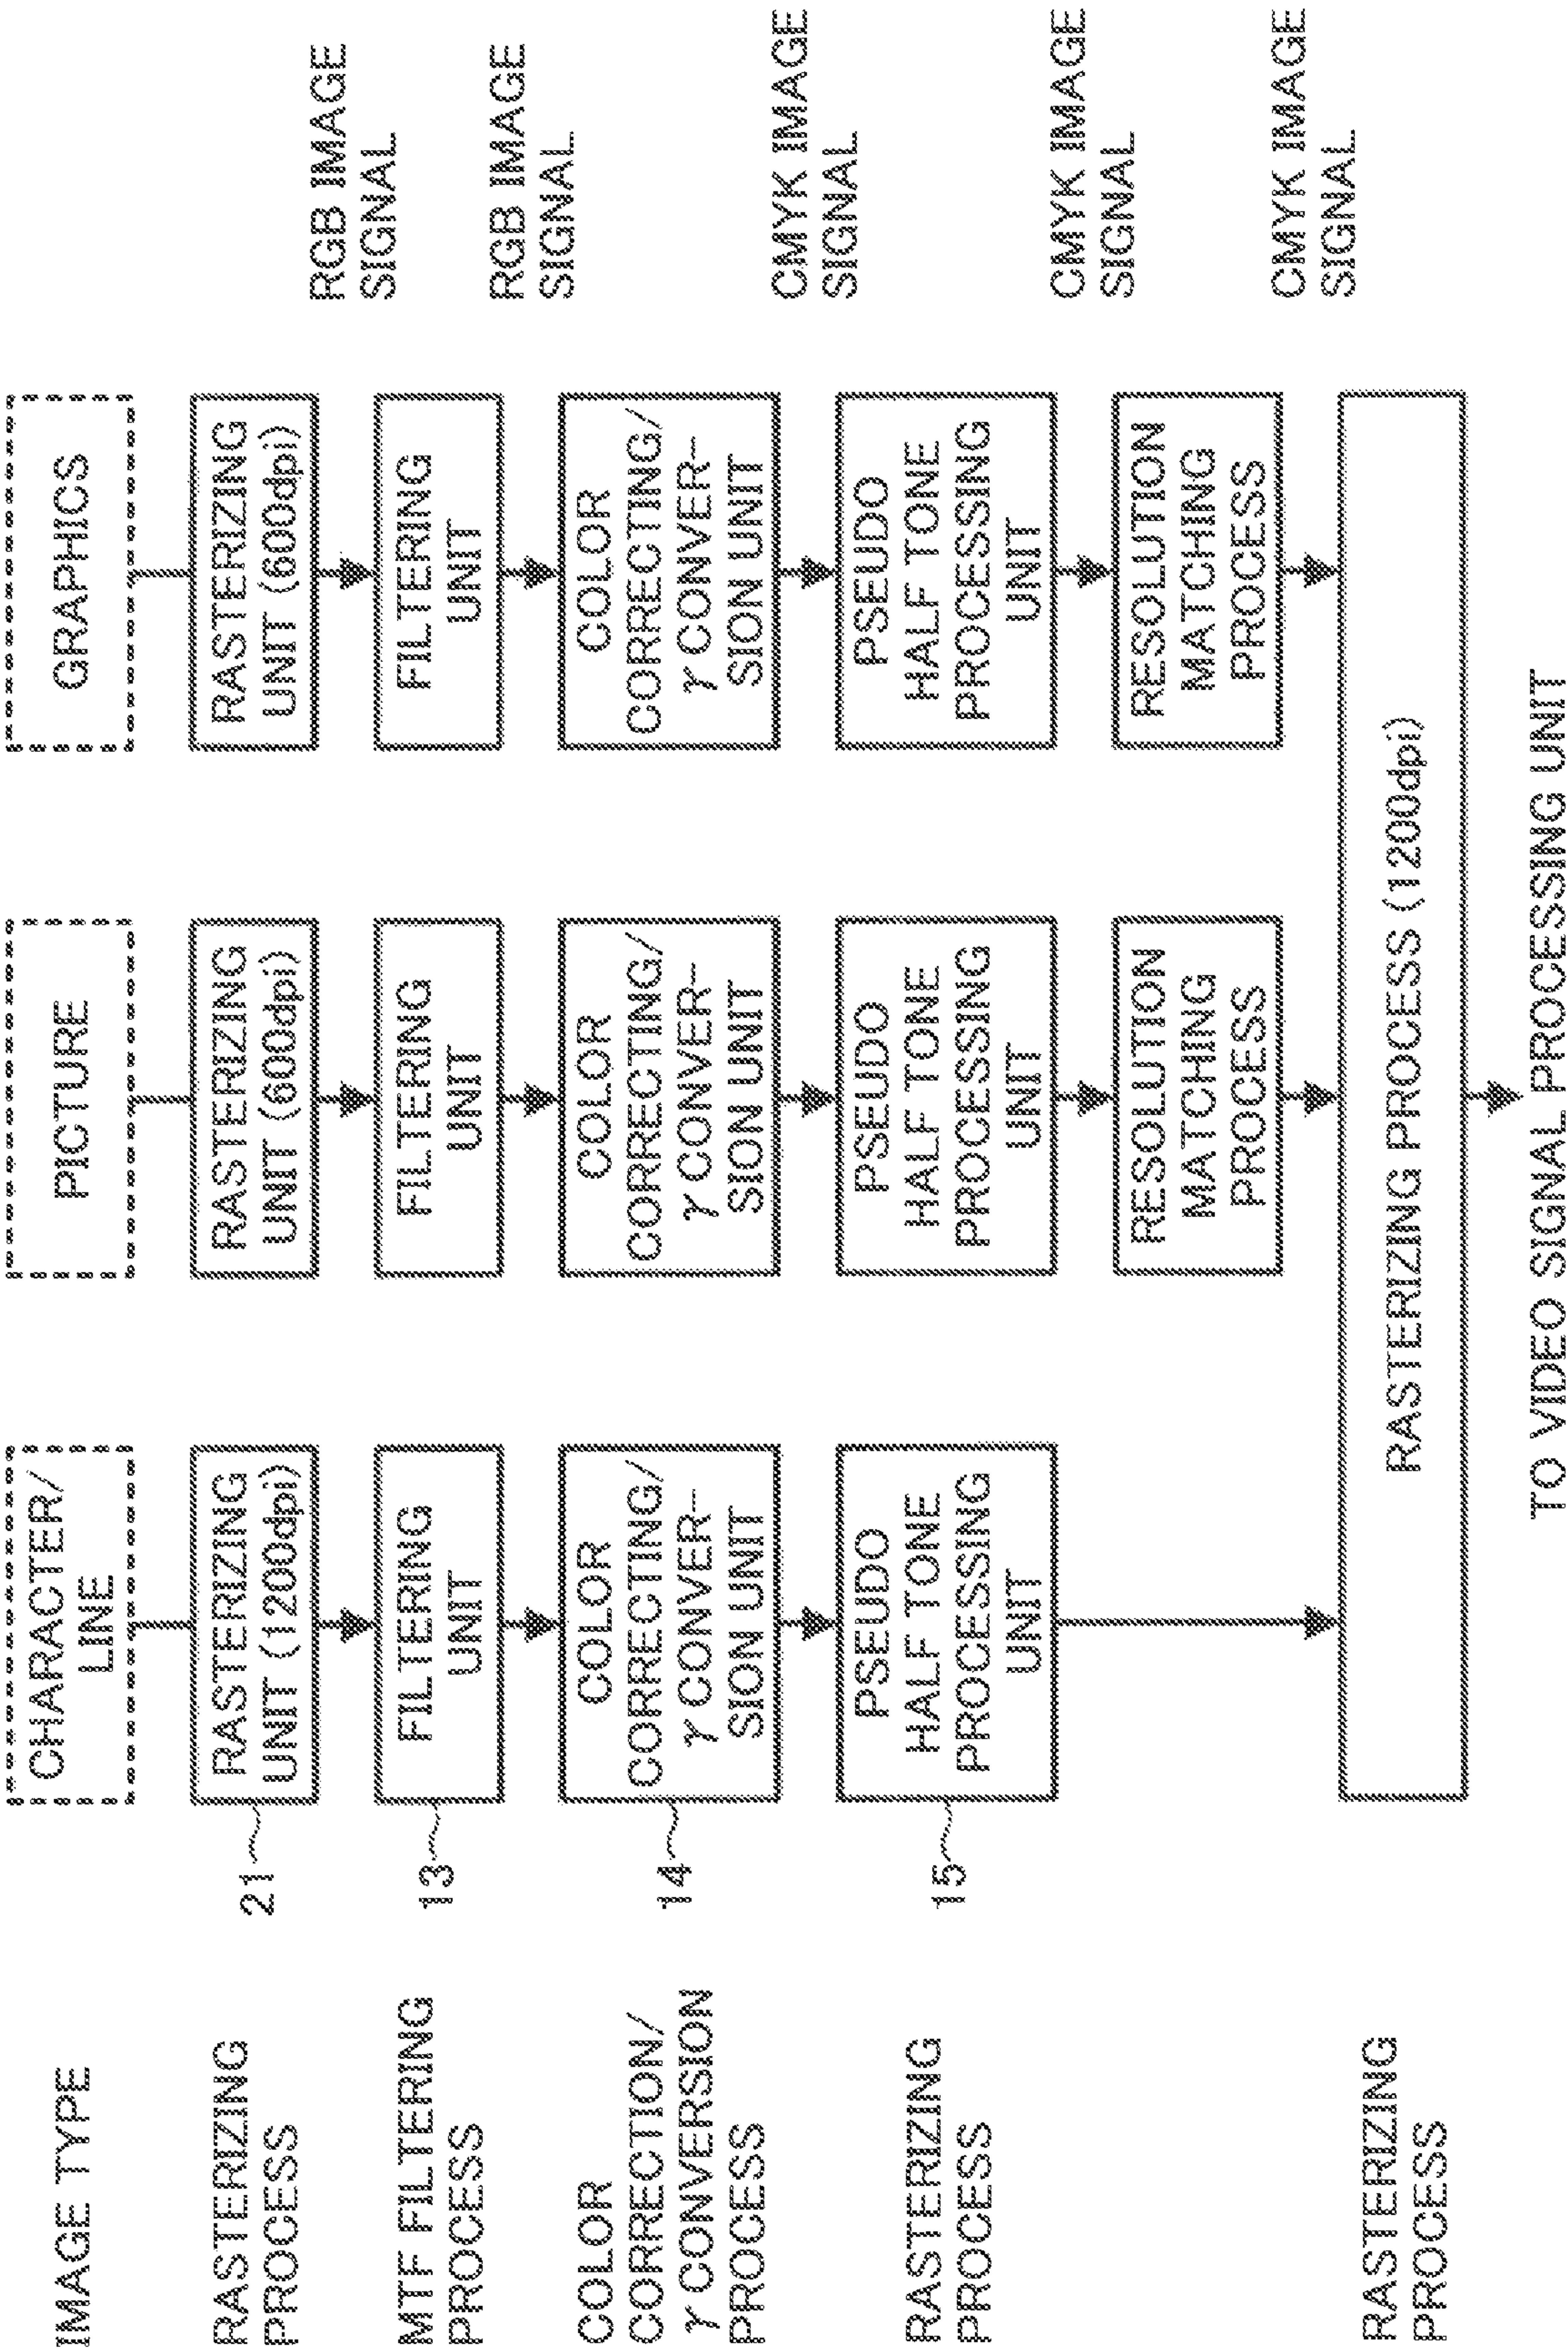 IMAGE TYPE
CHARACTER/
LINE
PICTURE
GRAPHICS
RASTERIZING
PROCESS
21
RASTERIZING
UNIT (1200dpi)
RASTERIZING
UNIT (600dpi)
RASTERIZING
UNIT (600dpi)
RGB IMAGE
SIGNAL
MTF FILTERING
PROCESS
13
FILTERING
UNIT
FILTERING
UNIT
FILTERING
UNIT
RGB IMAGE
SIGNAL
COLOR
CORRECTION/
γ CONVERSION
PROCESS
14
COLOR
CORRECTING/
γ CONVER-
SION UNIT
COLOR
CORRECTING/
γ CONVER-
SION UNIT
COLOR
CORRECTING/
γ CONVER-
SION UNIT
CMYK IMAGE
SIGNAL
RASTERIZING
PROCESS
15
PSEUDO
HALF TONE
PROCESSING
UNIT
PSEUDO
HALF TONE
PROCESSING
UNIT
PSEUDO
HALF TONE
PROCESSING
UNIT
CMYK IMAGE
SIGNAL
RESOLUTION
MATCHING
PROCESS
RESOLUTION
MATCHING
PROCESS
CMYK IMAGE
SIGNAL
RASTERIZING
PROCESS
RASTERIZING PROCESS (1200dpi)
TO VIDEO SIGNAL PROCESSING UNIT